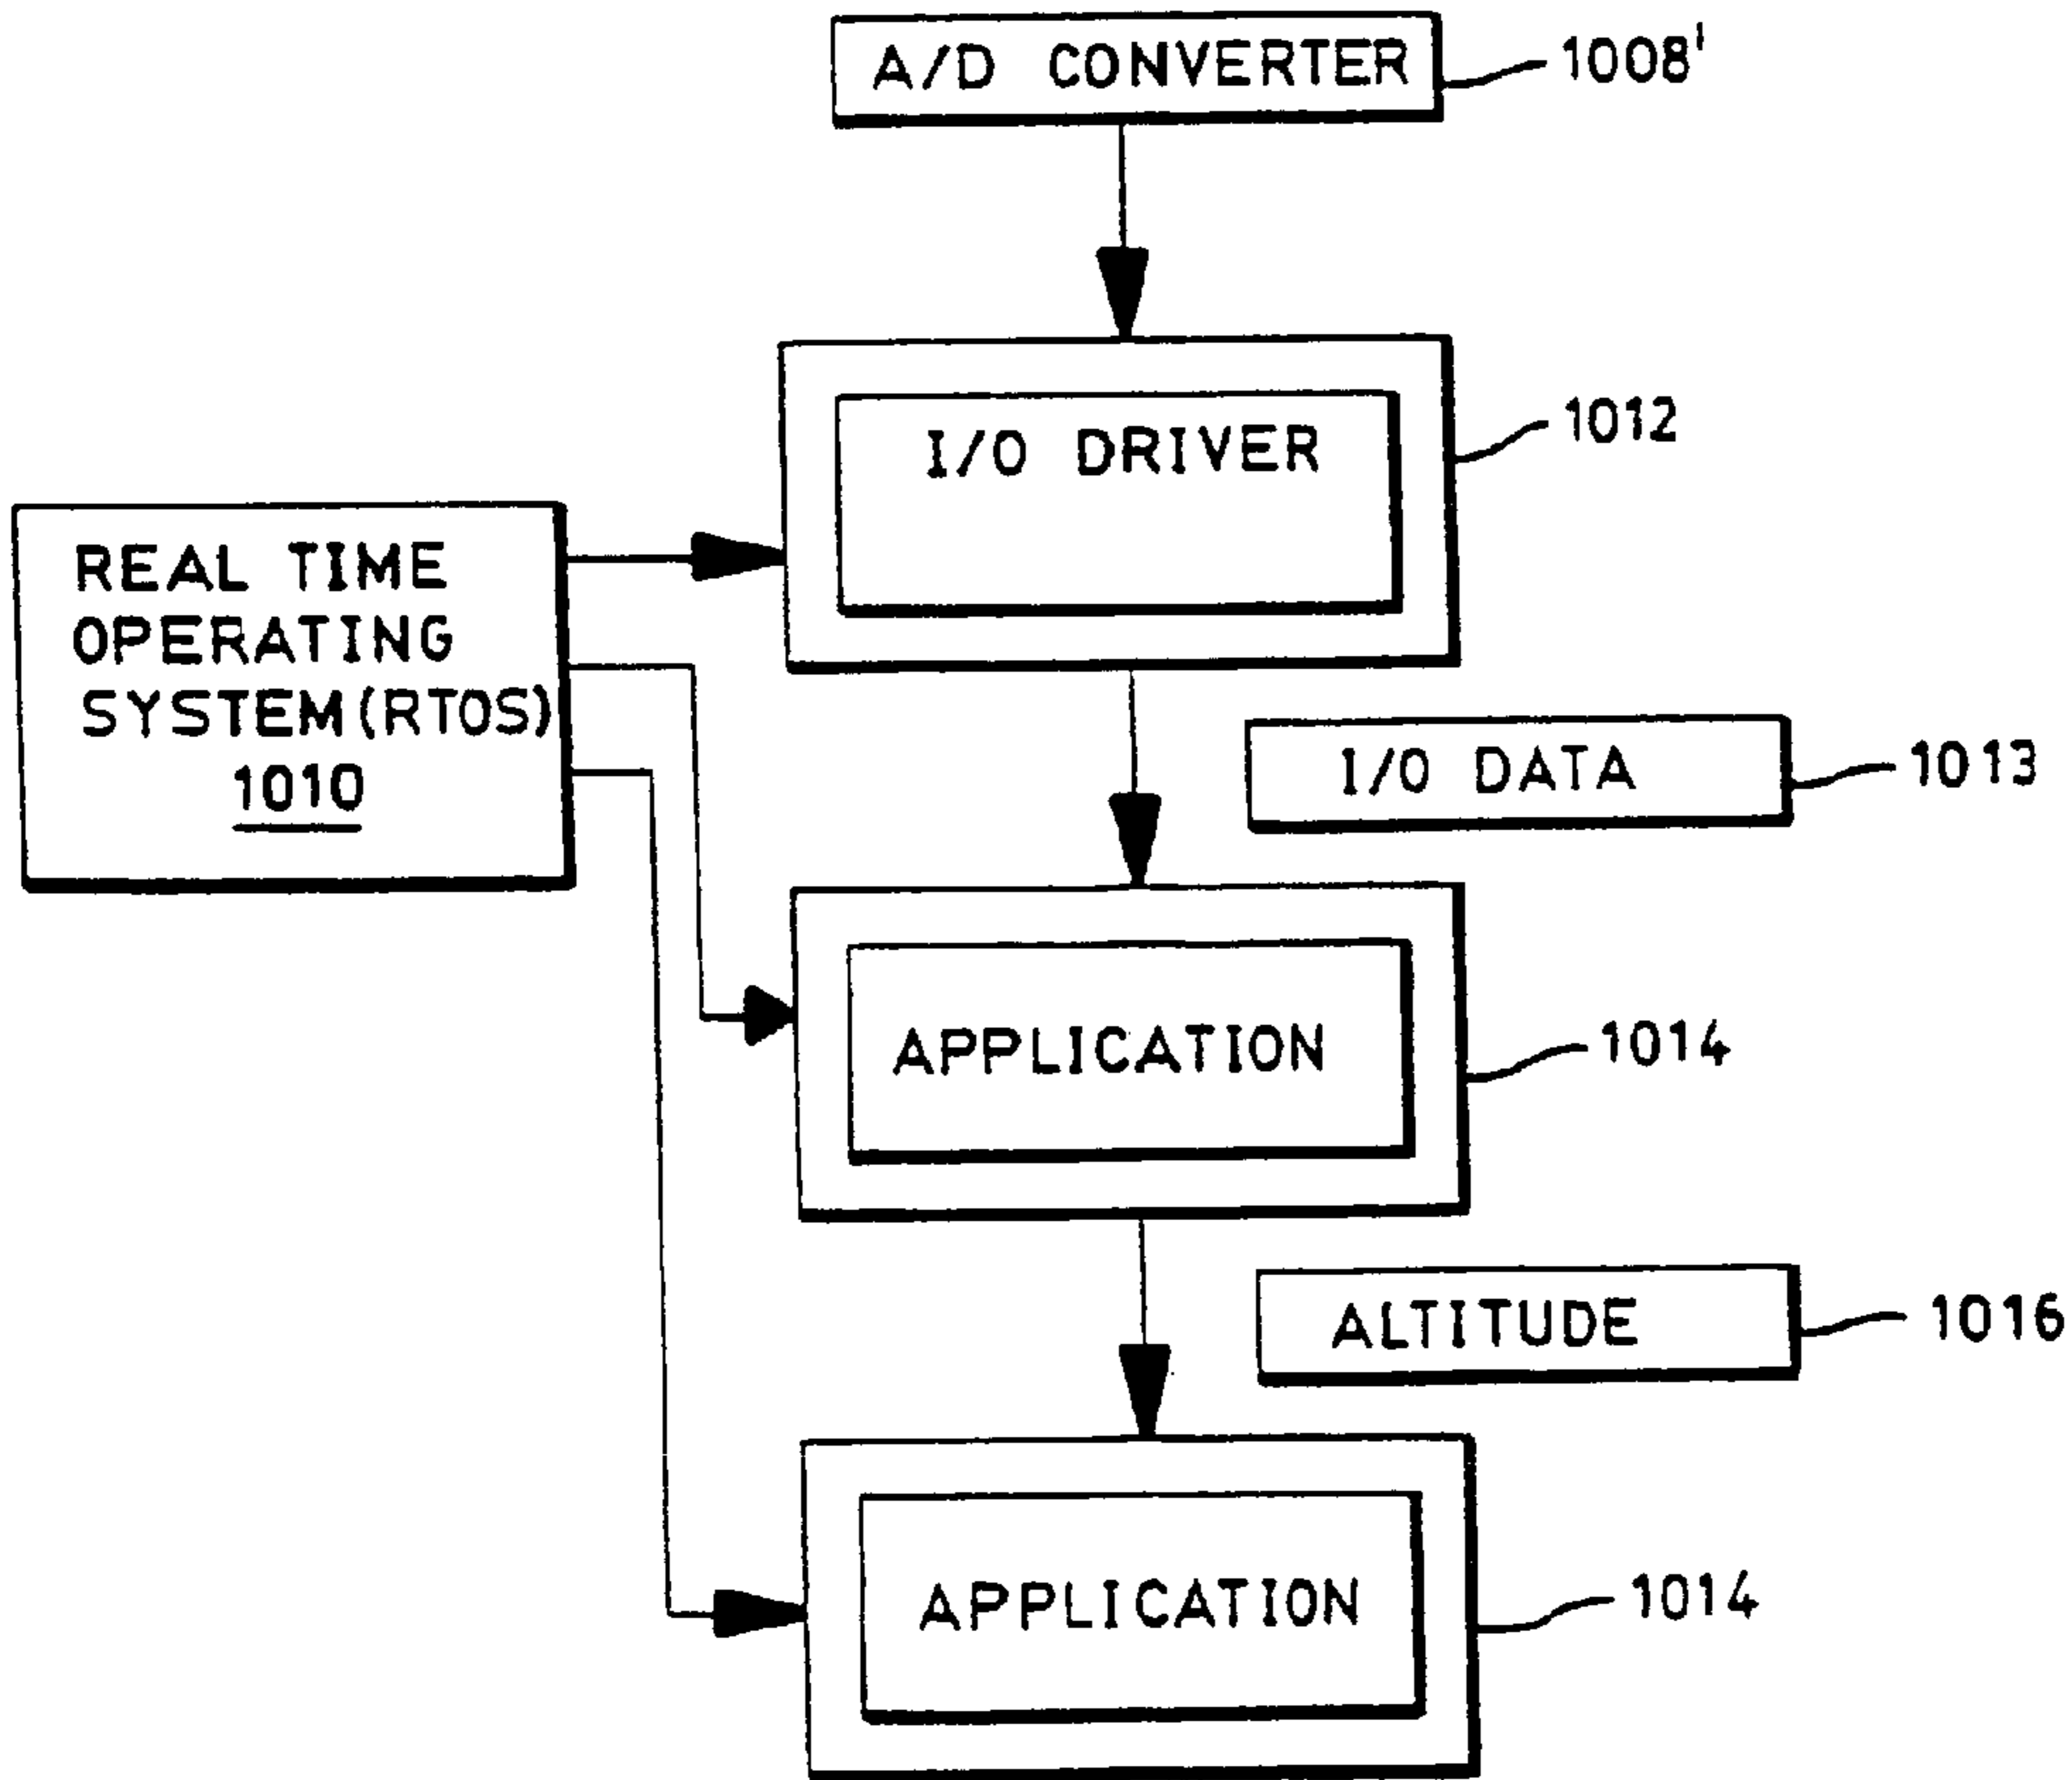 A/D CONVERTER
1008'
I/O DRIVER
1012
REAL TIME
OPERATING
SYSTEM(RTOS)
1010
I/O DATA
1013
APPLICATION
1014
ALTITUDE
1016
APPLICATION
1014